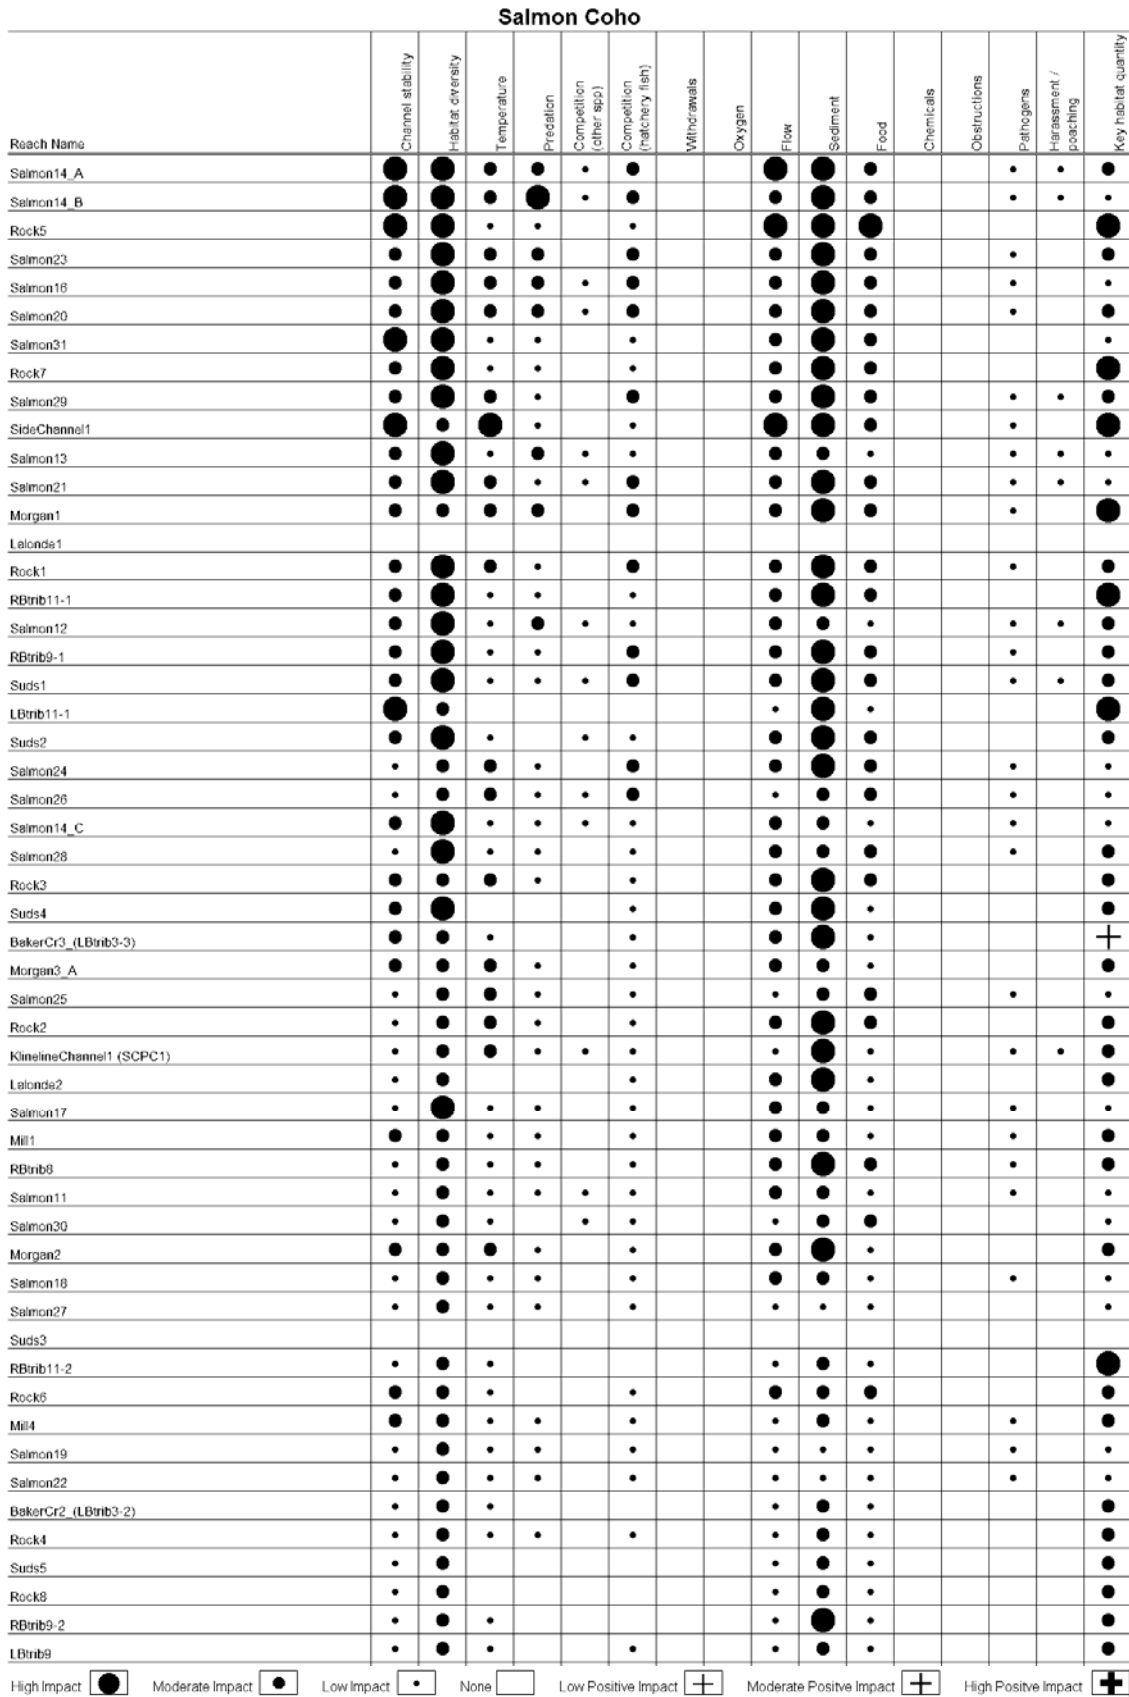 Salmon Coho
Reach Name
Channel stability
Habitat diversity
Temperature
Predation
Competition
(other spp)
Competition
(hatchery fish)
Withdrawals
Oxygen
Flow
Sediment
Food
Chemicals
Obstructions
Pathogens
Harassment /
poaching
Key habitat quantity
Salmon14_A
Salmon14_B
Rock5
Salmon23
Salmon16
Salmon20
Salmon31
Rock7
Salmon29
SideChannel1
Salmon13
Salmon21
Morgan1
Lalonde1
Rock1
RBtrib11-1
Salmon12
RBtrib9-1
Suds1
LBtrib11-1
Suds2
Salmon24
Salmon26
Salmon14_C
Salmon28
Rock3
Suds4
BakerCr3_(LBtrib3-3)
Morgan3_A
Salmon25
Rock2
KlinelineChannel1 (SCPC1)
Lalonde2
Salmon17
Mill1
RBtrib8
Salmon11
Salmon30
Morgan2
Salmon18
Salmon27
Suds3
RBtrib11-2
Rock6
Mill4
Salmon19
Salmon22
BakerCr2_(LBtrib3-2)
Rock4
Suds5
Rock8
RBtrib9-2
LBtrib9
High Impact Moderate Impact Low Impact None Low Positive Impact Moderate Positve Impact High Positve Impact